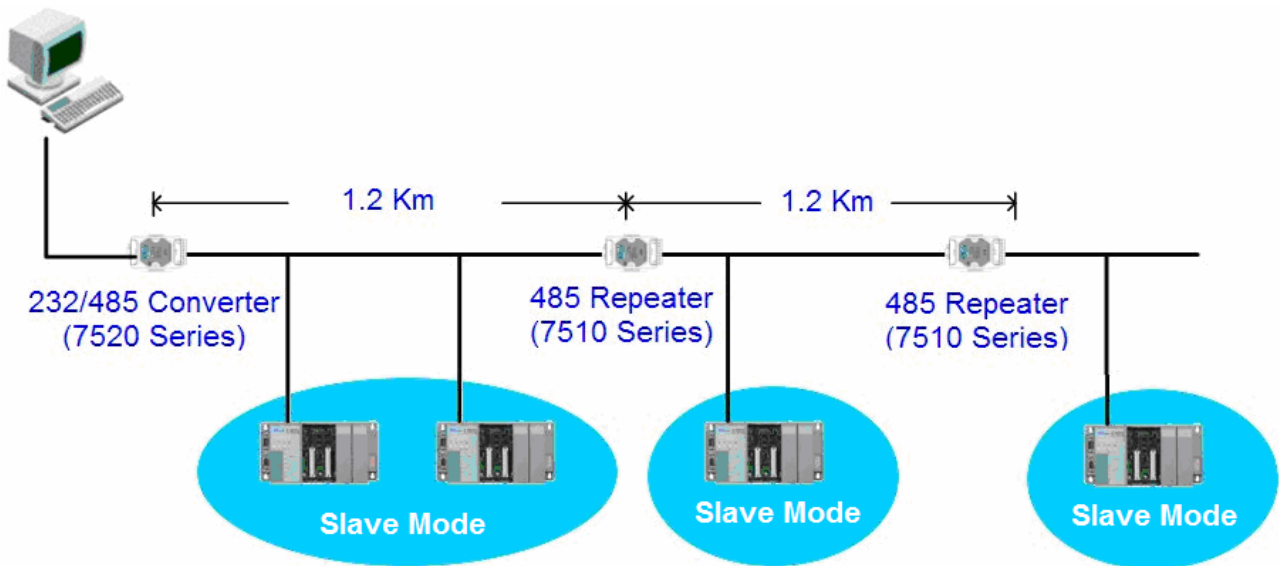 1.2 Km
1.2 Km
232/485 Converter
(7520 Series)
485 Repeater
(7510 Series)
485 Repeater
(7510 Series)
Slave Mode
Slave Mode
Slave Mode